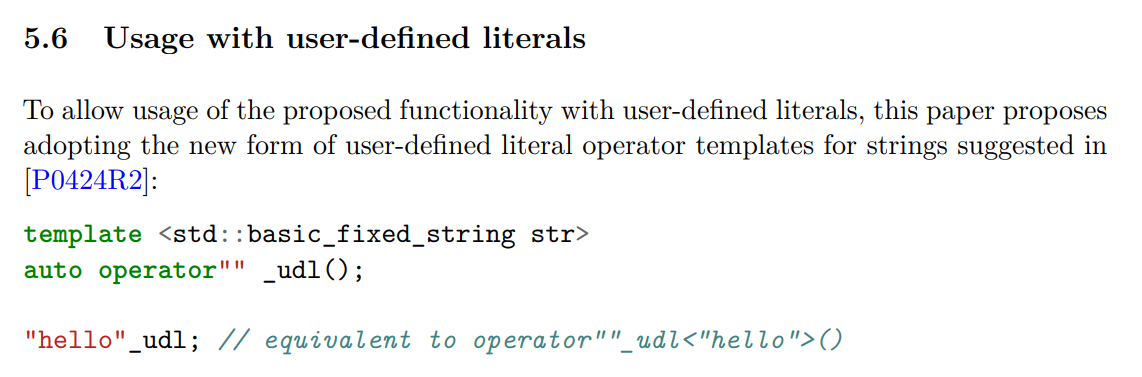 5.6 Usage with user-defined literals
To allow usage of the proposed functionality with user-defined literals, this paper proposes
adopting the new form of user-defined literal operator templates for strings suggested in
[P0424R2]:
template <std::basic_fixed_string str>
auto operator"" _udl();
"hello"_udl; // equivalent to operator""_udl<"hello">()